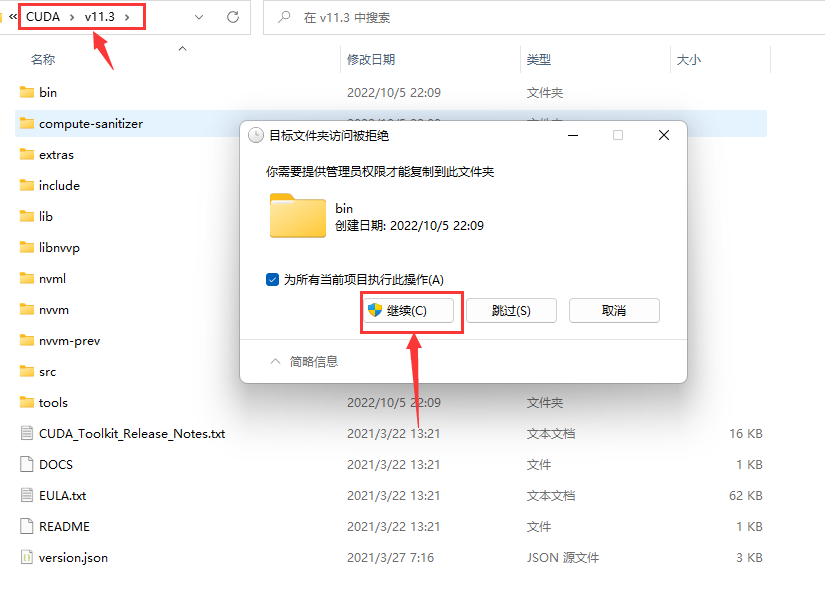 « CUDA › v11.3 ›
在 v11.3 中搜索
名称 修改日期 类型 大小
bin 2022/10/5 22:09 文件夹
compute-sanitizer
extras
include
lib
libnvvp
nvml
nvvm
nvvm-prev
src
tools 2022/10/5 22:09 文件夹
CUDA_Toolkit_Release_Notes.txt 2021/3/22 13:21 文本文档 16 KB
DOCS 2021/3/22 13:21 文件 1 KB
EULA.txt 2021/3/22 13:21 文本文档 62 KB
README 2021/3/22 13:21 文件 1 KB
version.json 2021/3/27 7:16 JSON 源文件 3 KB
目标文件夹访问被拒绝
你需要提供管理员权限才能复制到此文件夹
bin
创建日期: 2022/10/5 22:09
为所有当前项目执行此操作(A)
继续(C) 跳过(S) 取消
简略信息